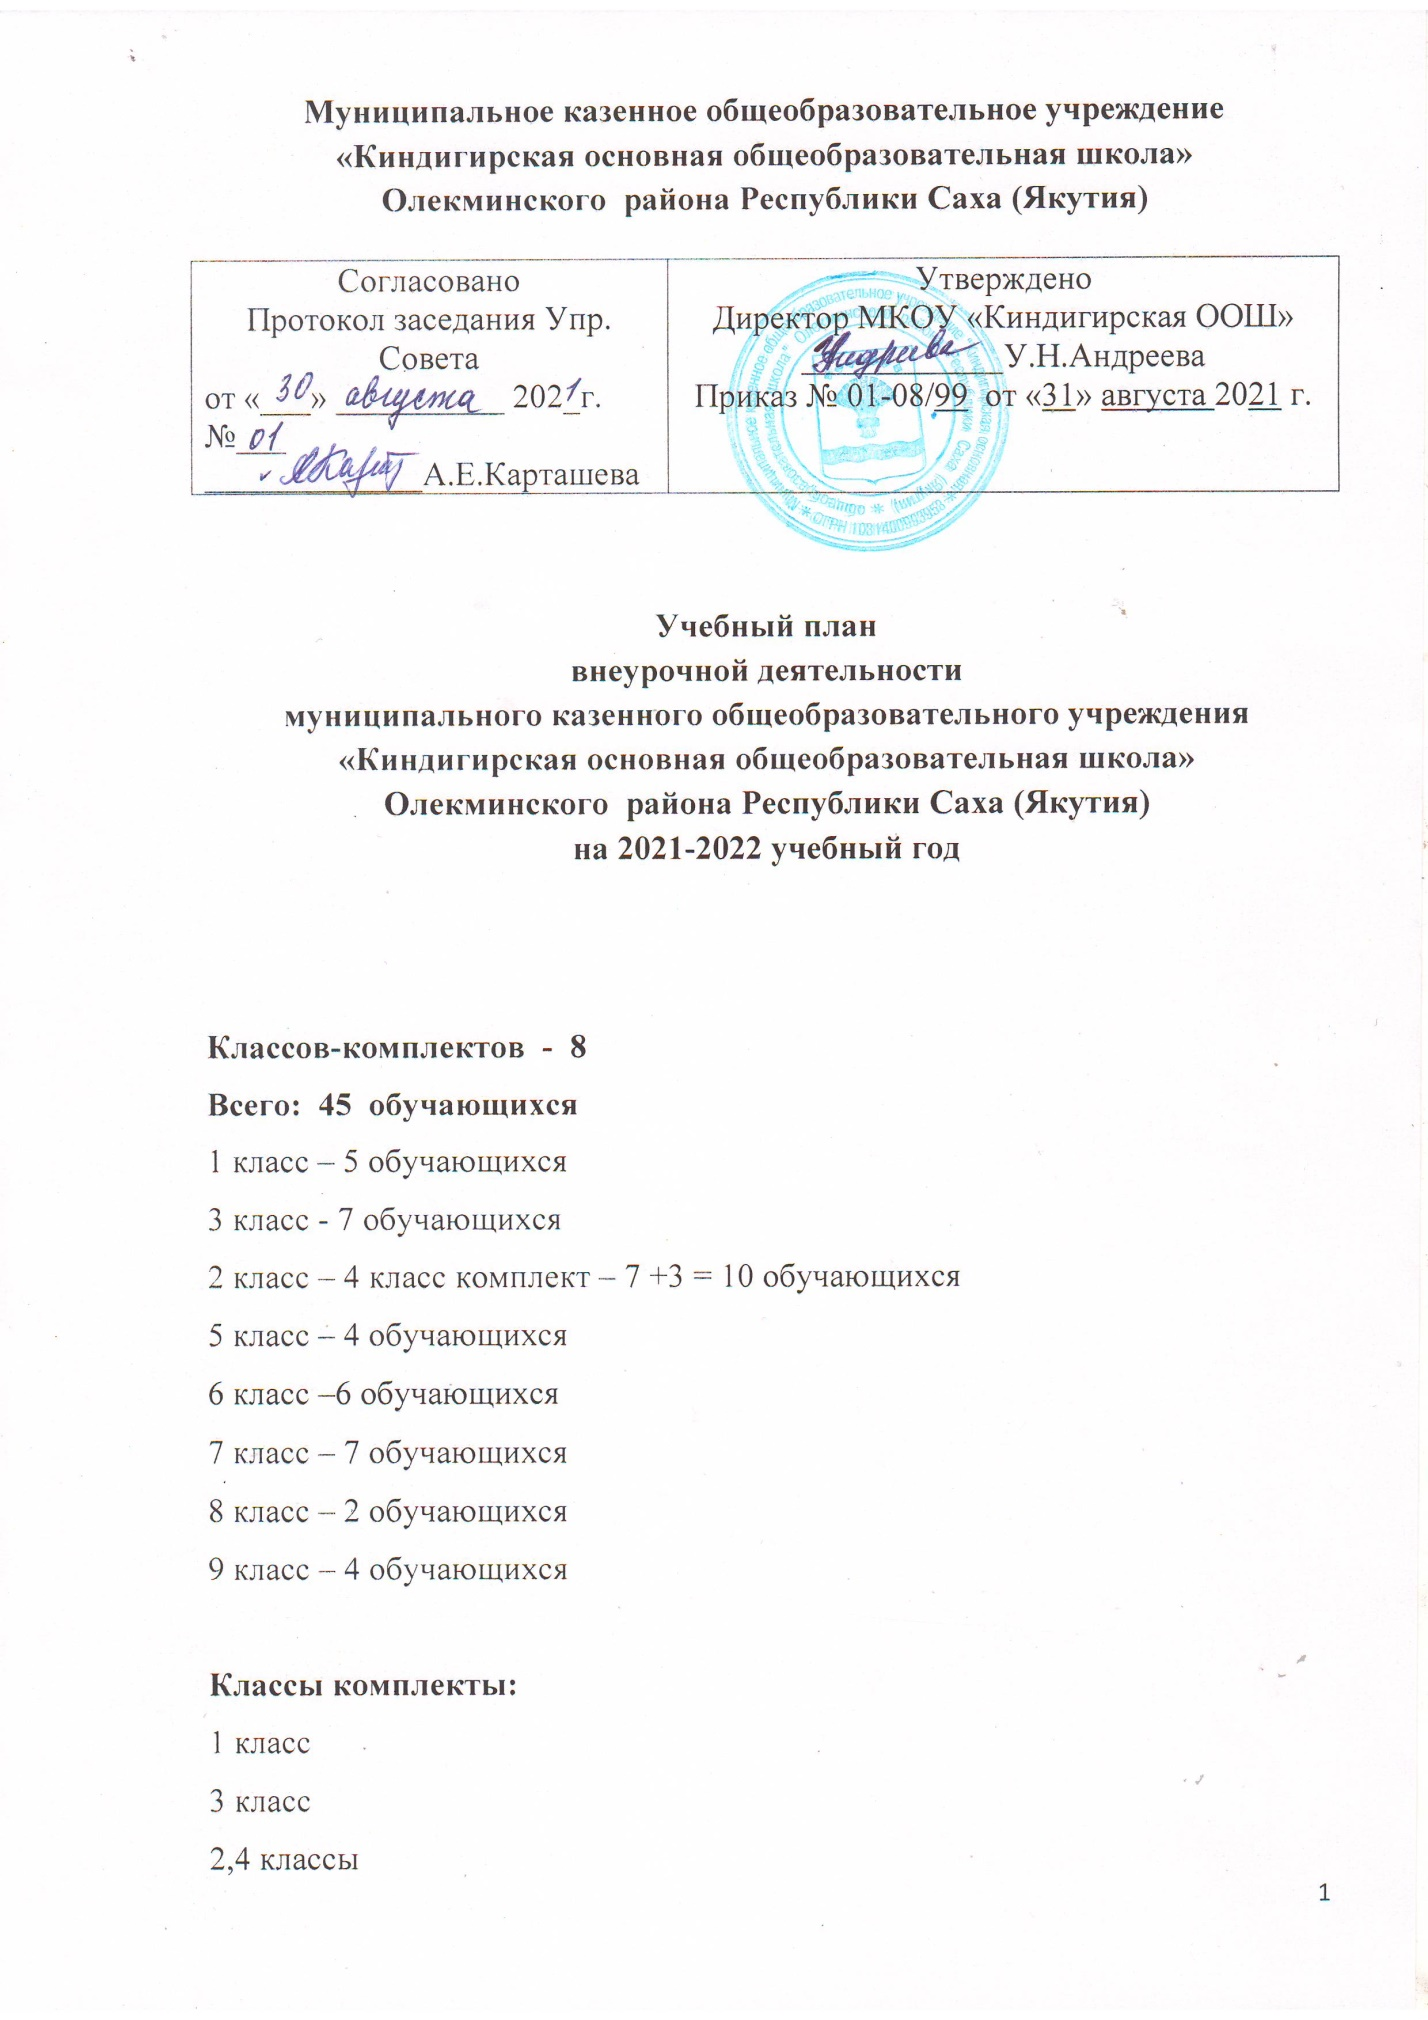 Муниципальное казенное общеобразовательное учреждение
«Киндигирская основная общеобразовательная школа»
Олекминского района Республики Саха (Якутия)
Согласовано
Протокол заседания Упр.
Совета
от «30» августа 2021 г.
№ 01
А.Е.Карташева
Утверждено
Директор МКОУ «Киндигирская ООШ»
У.Н.Андреева
Приказ № 01-08/99 от «31» августа 2021 г.
Учебный план
внеурочной деятельности
муниципального казенного общеобразовательного учреждения
«Киндигирская основная общеобразовательная школа»
Олекминского района Республики Саха (Якутия)
на 2021-2022 учебный год
Классов-комплектов - 8
Всего: 45 обучающихся
1 класс – 5 обучающихся
3 класс - 7 обучающихся
2 класс – 4 класс комплект – 7 +3 = 10 обучающихся
5 класс – 4 обучающихся
6 класс –6 обучающихся
7 класс – 7 обучающихся
8 класс – 2 обучающихся
9 класс – 4 обучающихся
Классы комплекты:
1 класс
3 класс
2,4 классы
1